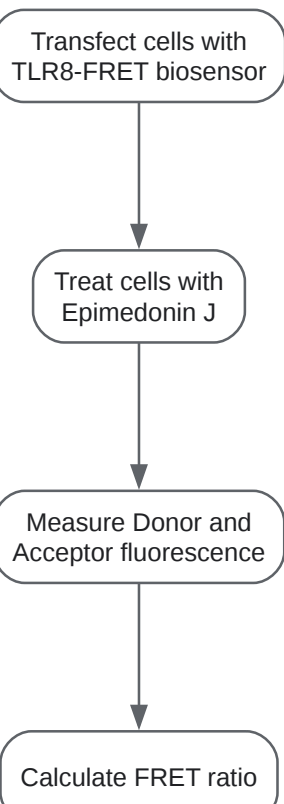 Transfect cells with
TLR8-FRET biosensor
Treat cells with
Epimedonin J
Measure Donor and
Acceptor fluorescence
Calculate FRET ratio